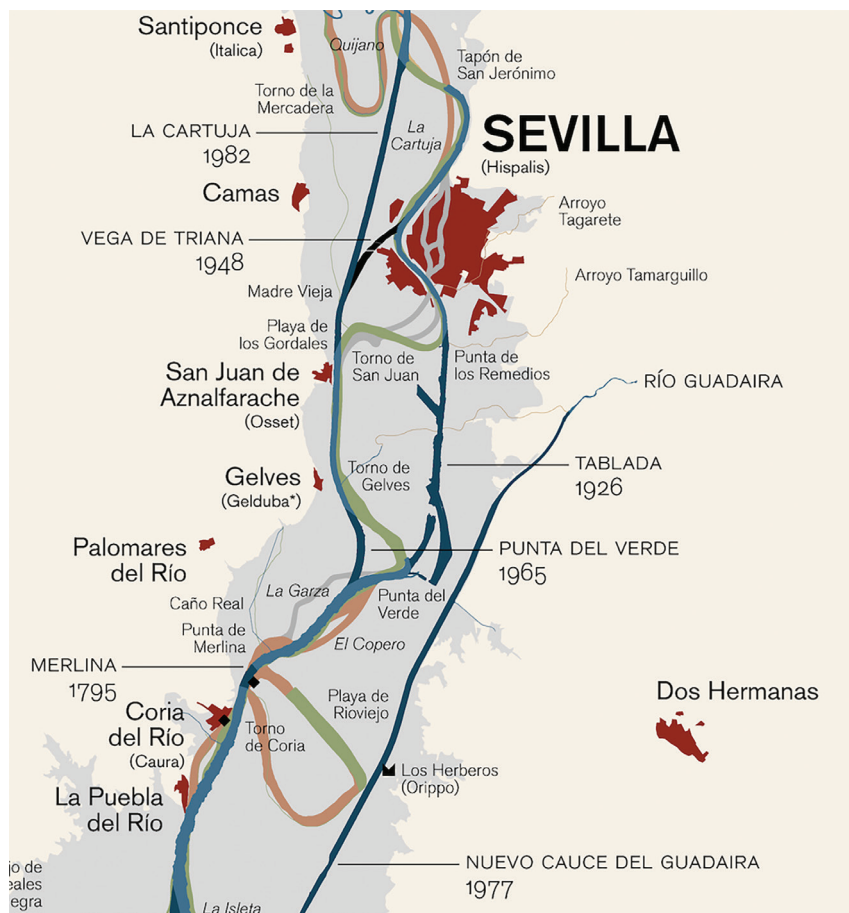 Santiponce
(Italica)
Quijano
Tapón de
San Jerónimo
Torno de la
Mercadera
LA CARTUJA
1982
La
Cartuja
SEVILLA
(Hispalis)
Camas
Arroyo
Tagarete
VEGA DE TRIANA
1948
Arroyo Tamarguillo
Madre Vieja
Playa de
los Gordales
Torno de
San Juan
Punta de
los Remedios
San Juan de
Aznalfarache
(Osset)
RÍO GUADAIRA
Gelves
(Gelduba*)
Torno de
Gelves
TABLADA
1926
Palomares
del Río
PUNTA DEL VERDE
1965
La Garza
Punta del
Verde
Caño Real
Punta de
Merlina
El Copero
MERLINA
1795
Playa de
Rioviejo
Dos Hermanas
Coria
del Río
(Caura)
Torno
de Coria
Los Herberos
(Orippo)
La Puebla
del Río
NUEVO CAUCE DEL GUADAIRA
1977
jo de
eales
egra
La Isleta